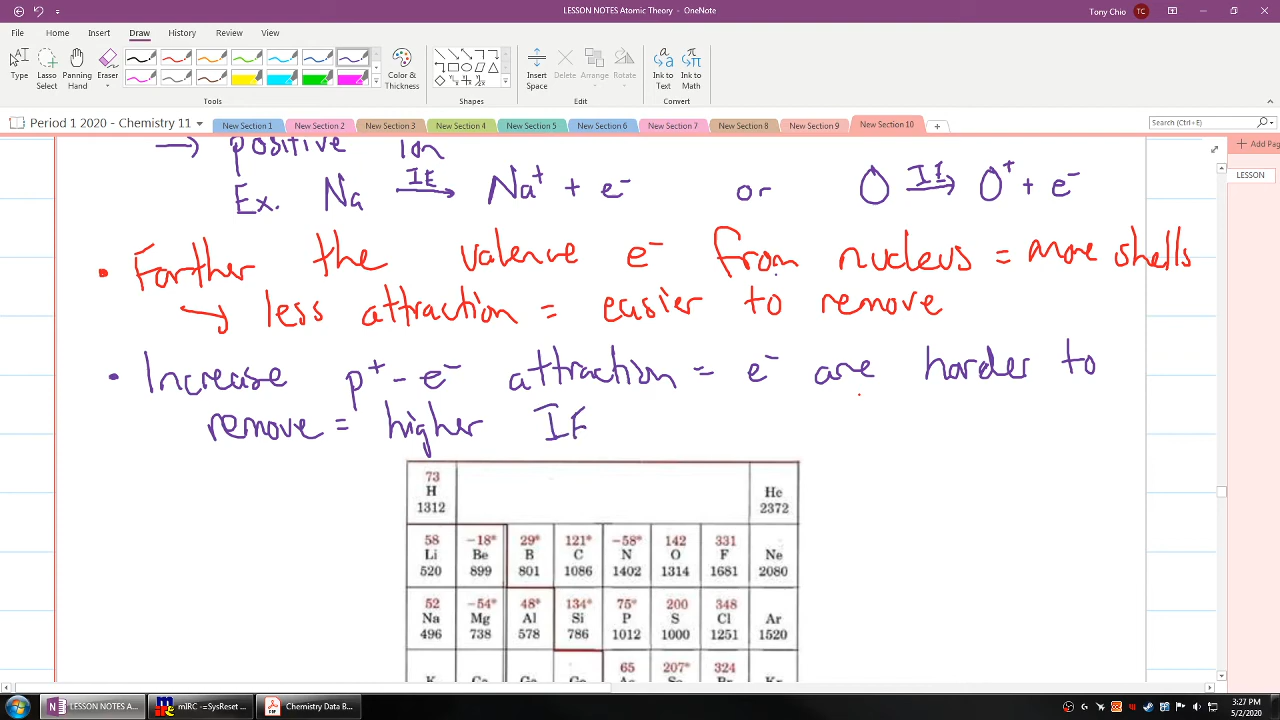 LESSON NOTES Atomic Theory - OneNote
Tony Chio TC
File Home Insert Draw History Review View
Type Lasso Select Panning Hand Eraser Color & Thickness Insert Space Delete Arrange Rotate Ink to Text Ink to Math
Tools Shapes Edit Convert
Period 1 2020 - Chemistry 11 New Section 1 New Section 2 New Section 3 New Section 4 New Section 5 New Section 6 New Section 7 New Section 8 New Section 9 New Section 10 Search (Ctrl+E)
Add Pag
LESSON
→ positive ion
Ex. Na IE→ Na⁺ + e⁻ or O IE→ O⁺ + e⁻
• Farther the valence e⁻ from nucleus = more shells
↳ less attraction = easier to remove
• Increase p⁺ - e⁻ attraction = e⁻ are harder to
remove = higher IE
73
H He
1312 2372
58 -18* 29* 121* -58* 142 331
Li Be B C N O F Ne
520 899 801 1086 1402 1314 1681 2080
52 -54* 48* 134* 75* 200 348
Na Mg Al Si P S Cl Ar
496 738 578 786 1012 1000 1251 1520
65 207* 324
LESSON NOTES A... mIRC -=SysReset ... Chemistry Data B...
3:27 PM
5/2/2020